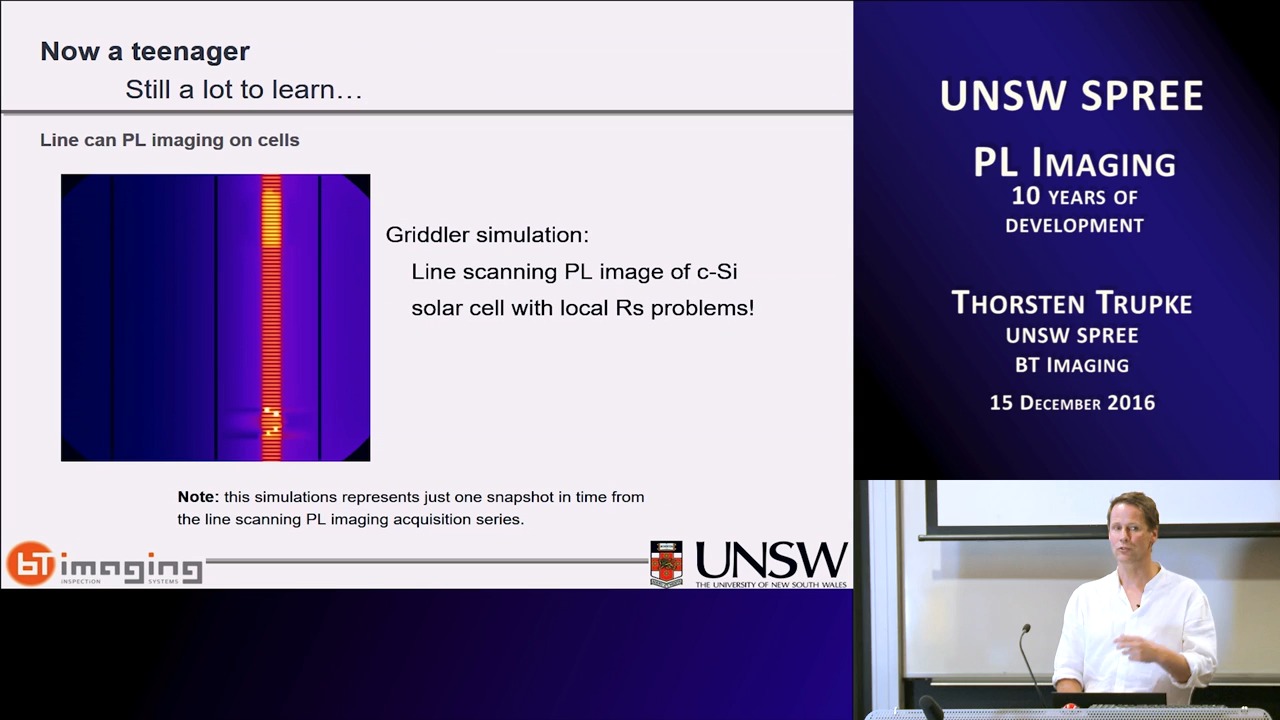 Now a teenager
Still a lot to learn…
Line can PL imaging on cells
Griddler simulation:
Line scanning PL image of c-Si
solar cell with local Rs problems!
Note: this simulations represents just one snapshot in time from
the line scanning PL imaging acquisition series.
BT imaging
INSPECTION SYSTEMS
UNSW
THE UNIVERSITY OF NEW SOUTH WALES
UNSW SPREE
PL IMAGING
10 YEARS OF
DEVELOPMENT
THORSTEN TRUPKE
UNSW SPREE
BT IMAGING
15 DECEMBER 2016